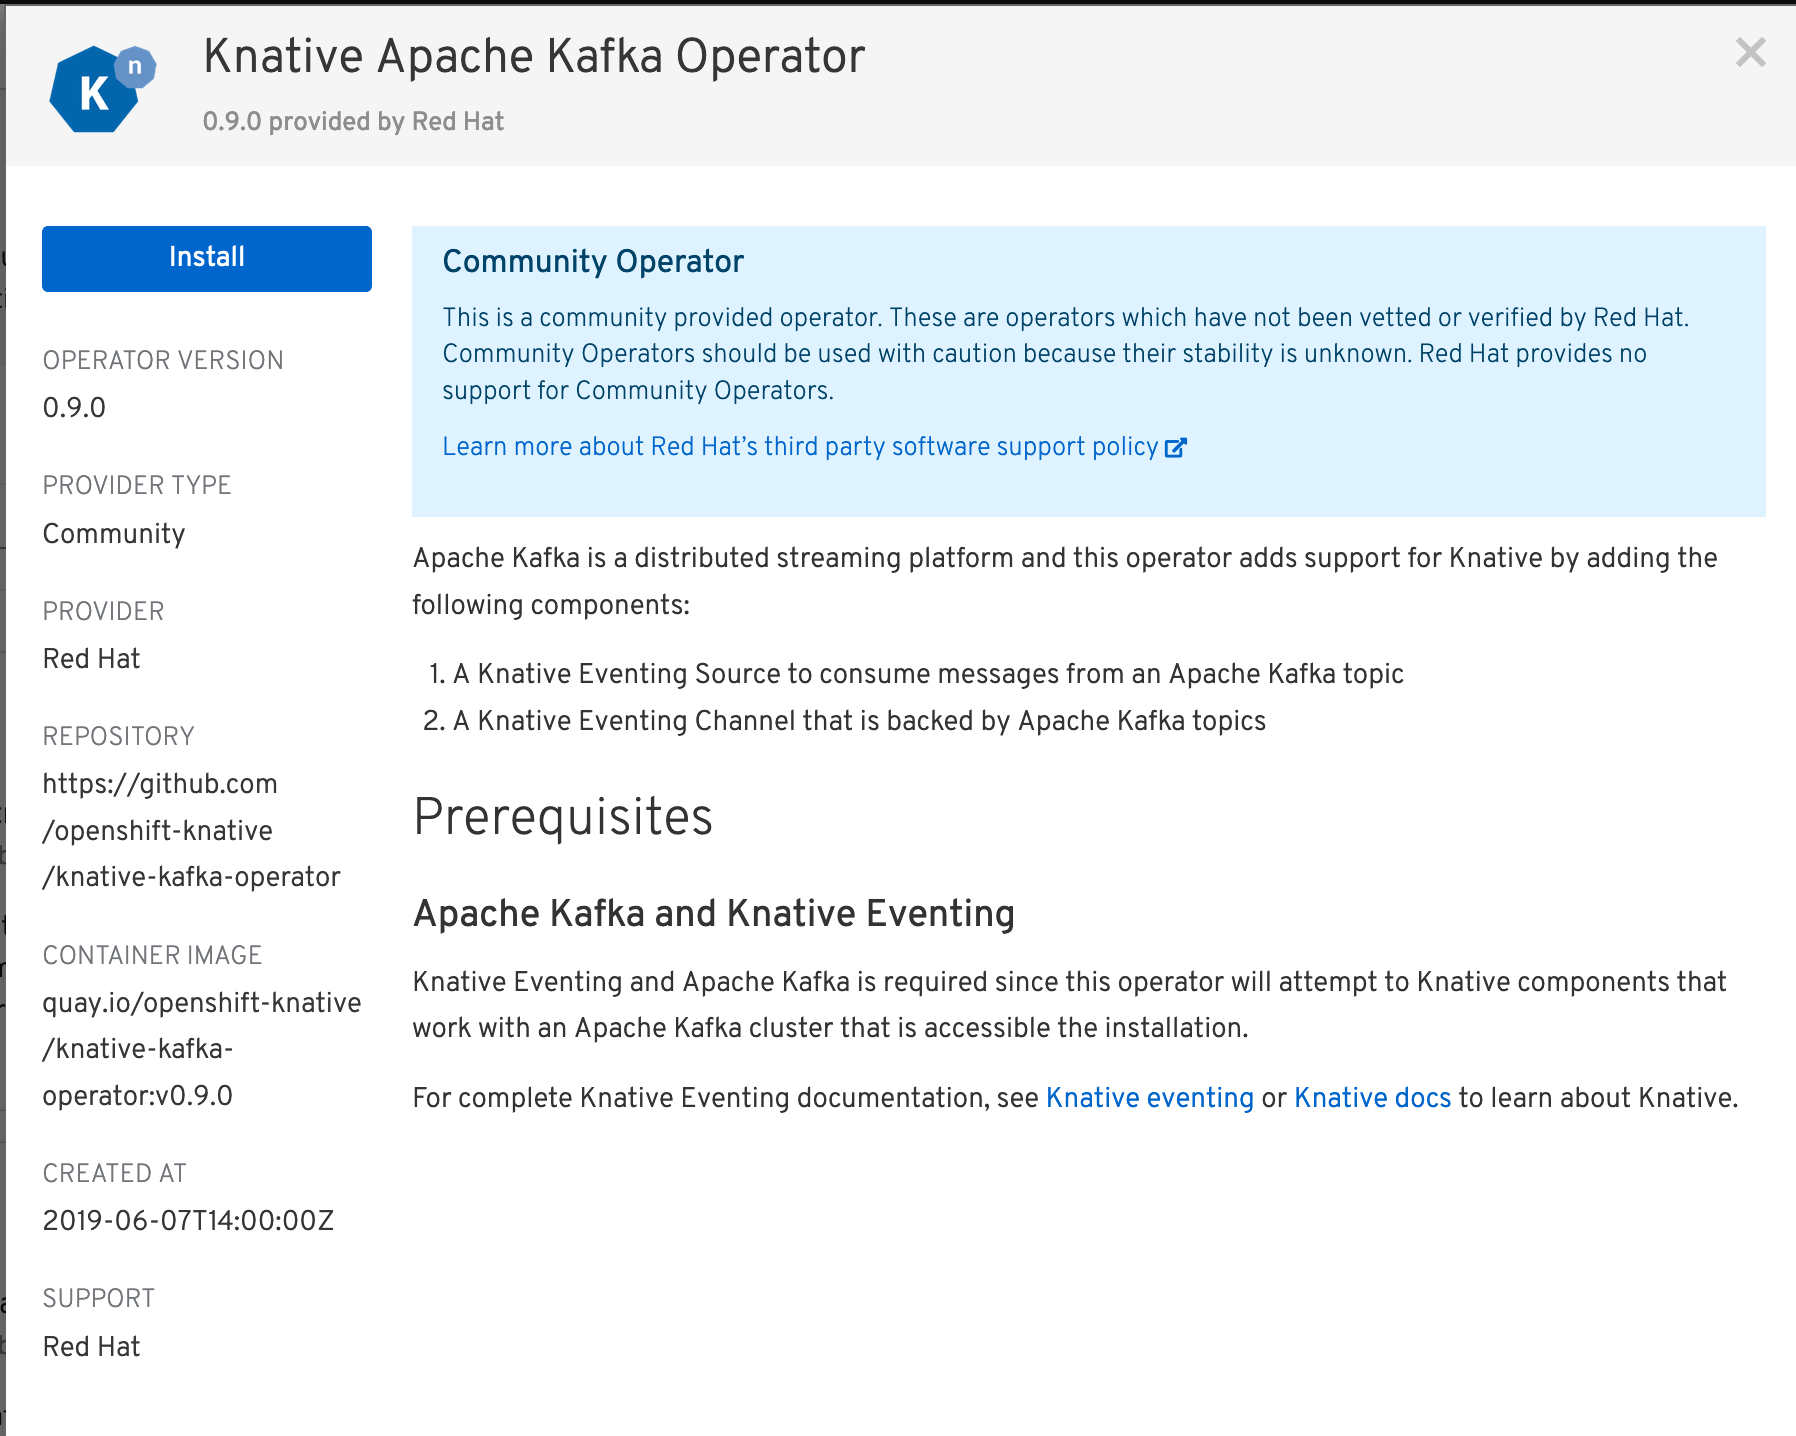 K n
Knative Apache Kafka Operator
0.9.0 provided by Red Hat
Install
OPERATOR VERSION
0.9.0
PROVIDER TYPE
Community
PROVIDER
Red Hat
REPOSITORY
https://github.com
/openshift-knative
/knative-kafka-operator
CONTAINER IMAGE
quay.io/openshift-knative
/knative-kafka-
operator:v0.9.0
CREATED AT
2019-06-07T14:00:00Z
SUPPORT
Red Hat
Community Operator
This is a community provided operator. These are operators which have not been vetted or verified by Red Hat.
Community Operators should be used with caution because their stability is unknown. Red Hat provides no
support for Community Operators.
Learn more about Red Hat’s third party software support policy
Apache Kafka is a distributed streaming platform and this operator adds support for Knative by adding the
following components:
1. A Knative Eventing Source to consume messages from an Apache Kafka topic
2. A Knative Eventing Channel that is backed by Apache Kafka topics
Prerequisites
Apache Kafka and Knative Eventing
Knative Eventing and Apache Kafka is required since this operator will attempt to Knative components that
work with an Apache Kafka cluster that is accessible the installation.
For complete Knative Eventing documentation, see Knative eventing or Knative docs to learn about Knative.